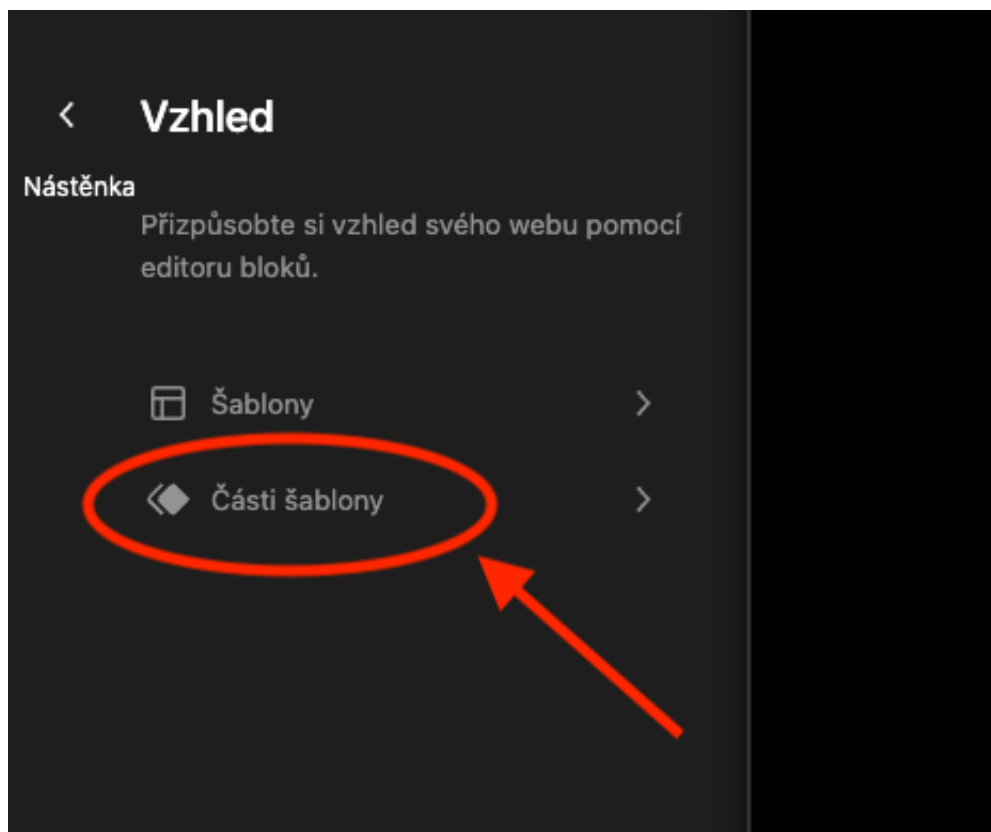 Vzhled
Nástěnka
Přizpůsobte si vzhled svého webu pomocí
editoru bloků.
Šablony
Části šablony